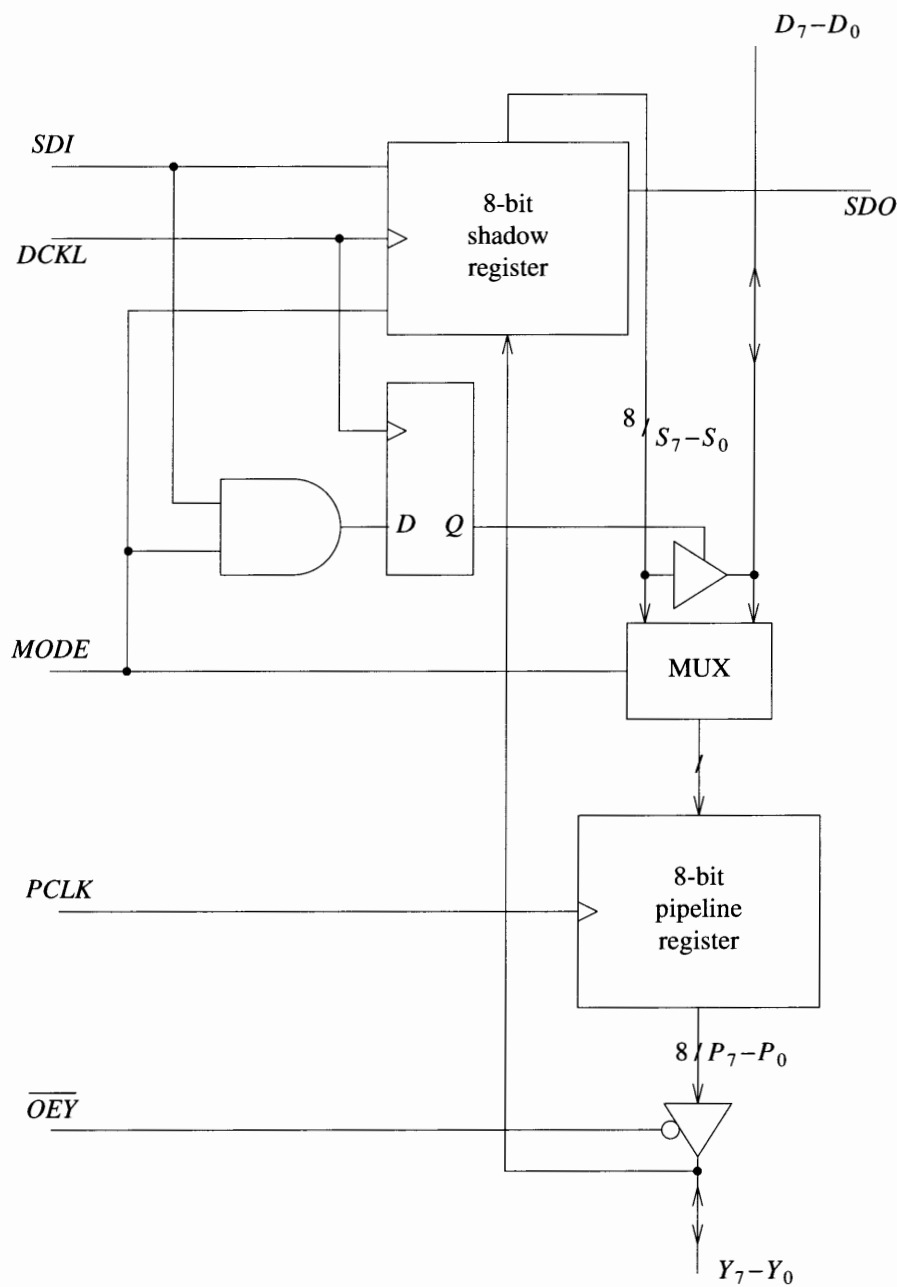 D₇–D₀
SDI
8-bit
shadow
register
SDO
DCKL
8
S₇–S₀
D Q
MODE
MUX
PCLK
8-bit
pipeline
register
8 P₇–P₀
OEY
Y₇–Y₀